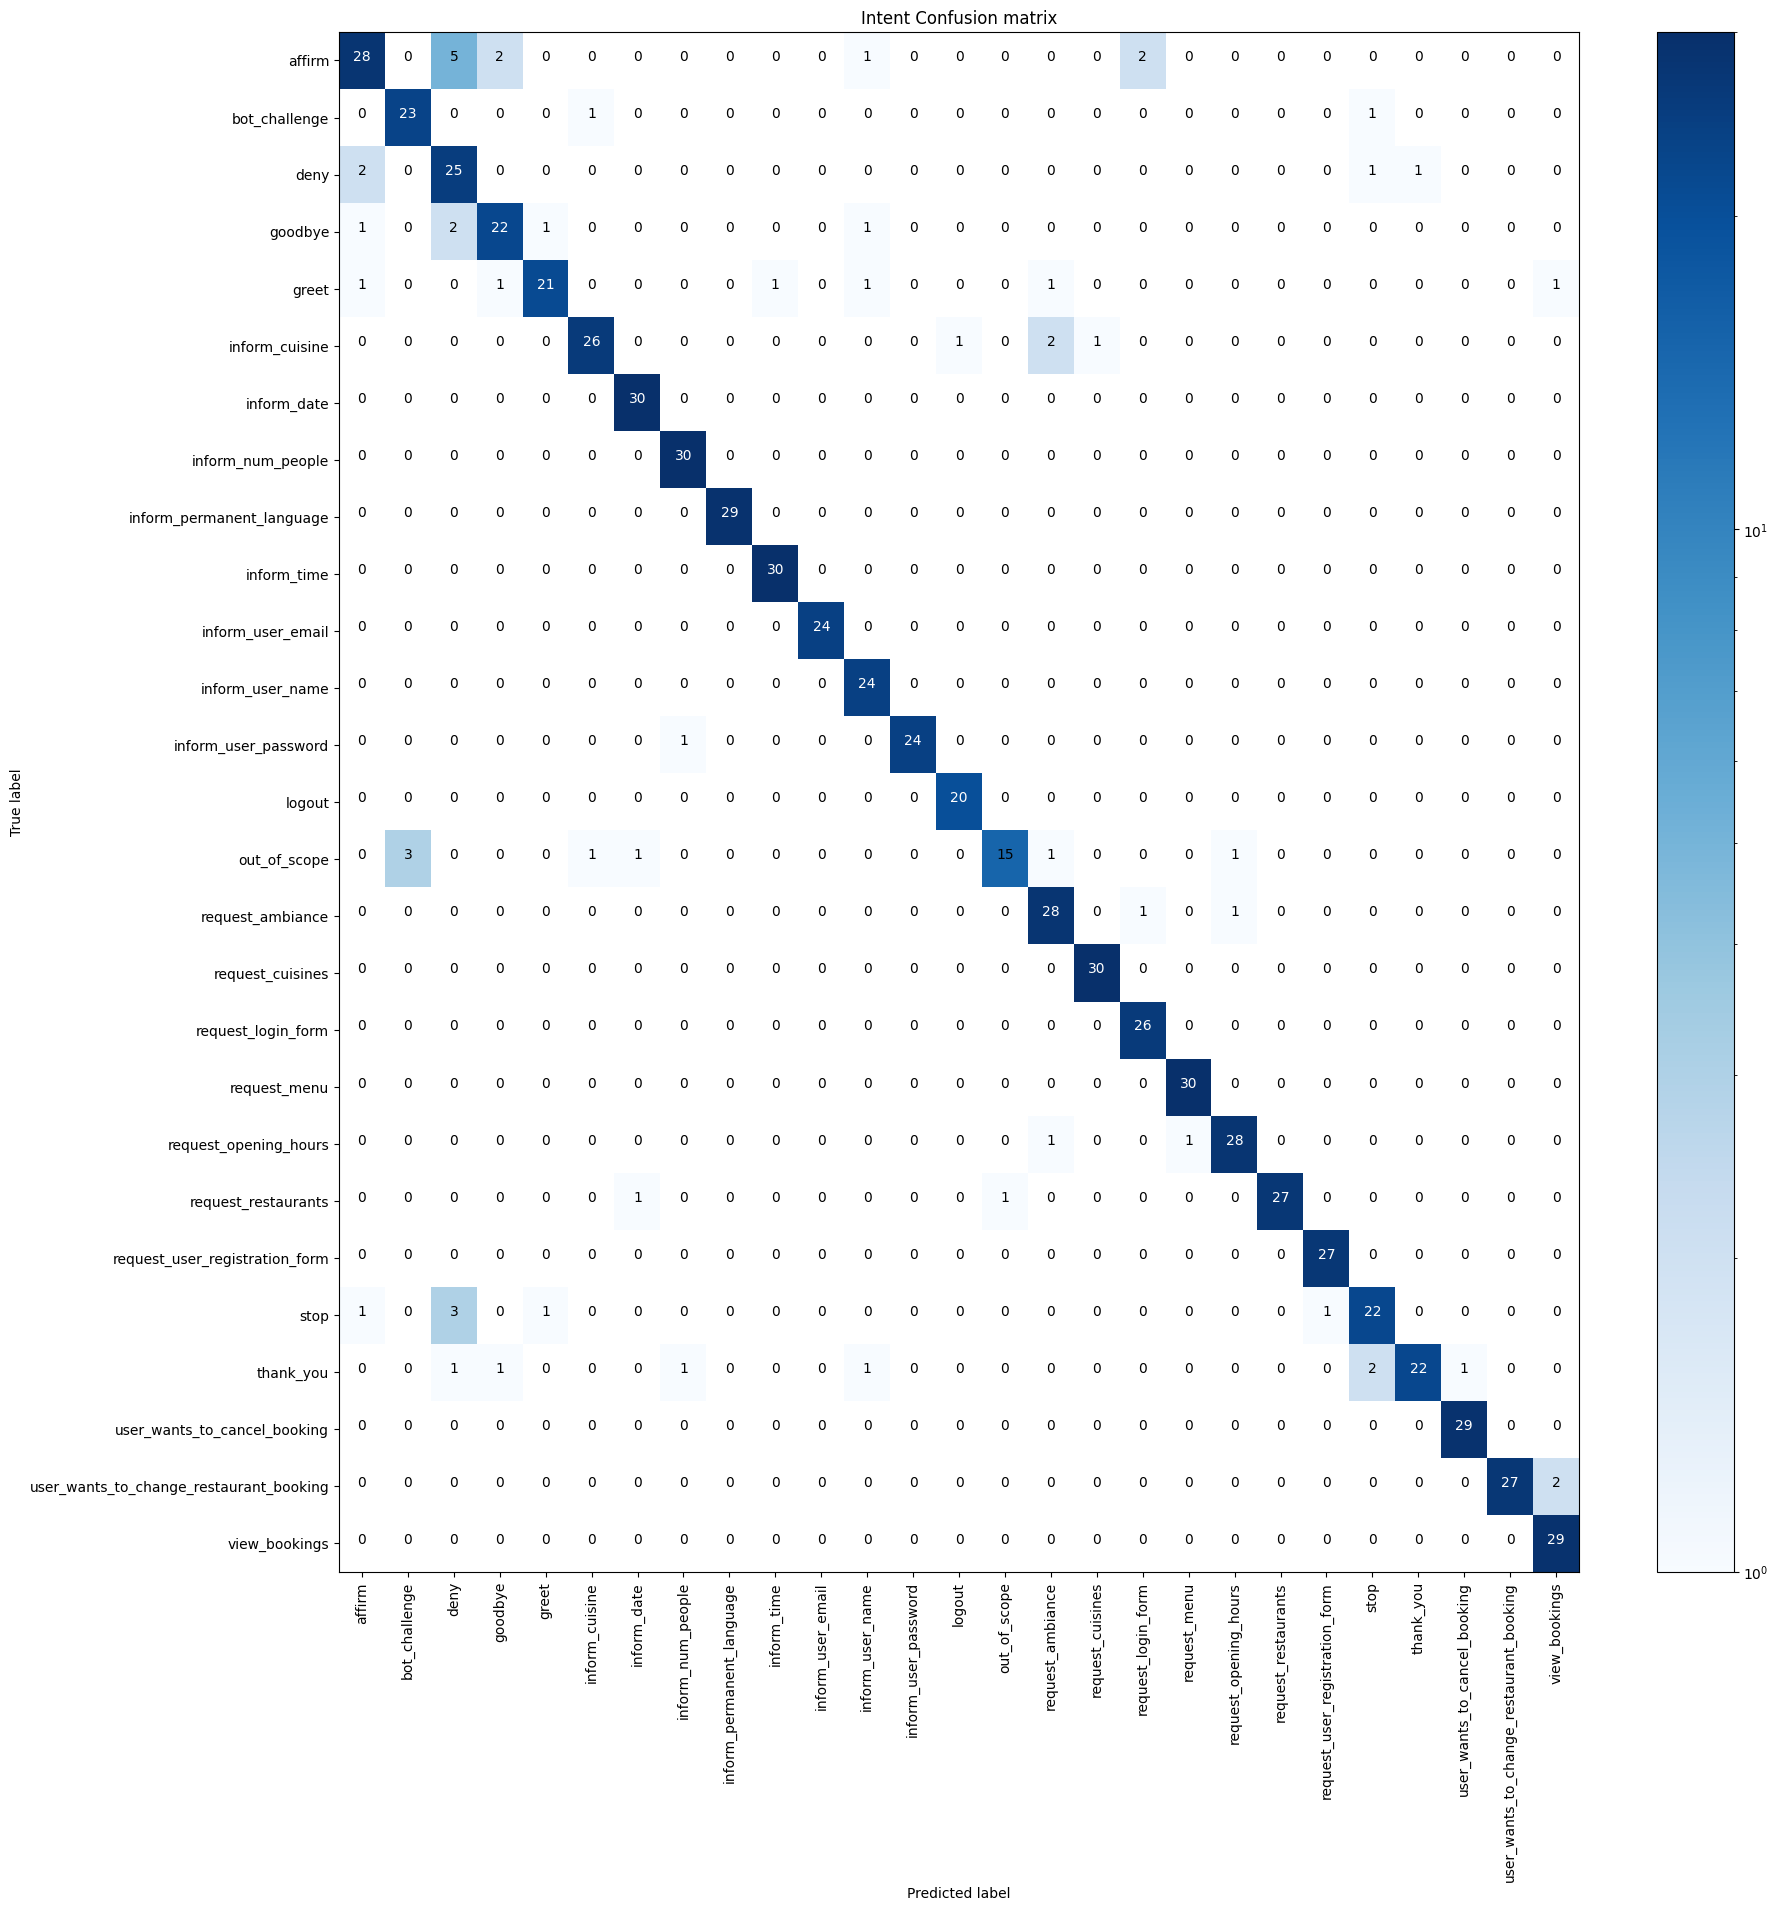 Intent Confusion matrix
affirm 28 0 5 2 0 0 0 0 0 0 0 1 0 0 0 0 0 2 0 0 0 0 0 0 0 0 0
bot_challenge 0 23 0 0 0 1 0 0 0 0 0 0 0 0 0 0 0 0 0 0 0 0 1 0 0 0 0
deny 2 0 25 0 0 0 0 0 0 0 0 0 0 0 0 0 0 0 0 0 0 0 1 1 0 0 0
goodbye 1 0 2 22 1 0 0 0 0 0 0 1 0 0 0 0 0 0 0 0 0 0 0 0 0 0 0
greet 1 0 0 1 21 0 0 0 0 1 0 1 0 0 0 1 0 0 0 0 0 0 0 0 0 0 1
inform_cuisine 0 0 0 0 0 26 0 0 0 0 0 0 0 1 0 2 1 0 0 0 0 0 0 0 0 0 0
inform_date 0 0 0 0 0 0 30 0 0 0 0 0 0 0 0 0 0 0 0 0 0 0 0 0 0 0 0
inform_num_people 0 0 0 0 0 0 0 30 0 0 0 0 0 0 0 0 0 0 0 0 0 0 0 0 0 0 0
inform_permanent_language 0 0 0 0 0 0 0 0 29 0 0 0 0 0 0 0 0 0 0 0 0 0 0 0 0 0 0
inform_time 0 0 0 0 0 0 0 0 0 30 0 0 0 0 0 0 0 0 0 0 0 0 0 0 0 0 0
inform_user_email 0 0 0 0 0 0 0 0 0 0 24 0 0 0 0 0 0 0 0 0 0 0 0 0 0 0 0
inform_user_name 0 0 0 0 0 0 0 0 0 0 0 24 0 0 0 0 0 0 0 0 0 0 0 0 0 0 0
inform_user_password 0 0 0 0 0 0 0 1 0 0 0 0 24 0 0 0 0 0 0 0 0 0 0 0 0 0 0
logout 0 0 0 0 0 0 0 0 0 0 0 0 0 20 0 0 0 0 0 0 0 0 0 0 0 0 0
out_of_scope 0 3 0 0 0 1 1 0 0 0 0 0 0 0 15 1 0 0 0 1 0 0 0 0 0 0 0
request_ambiance 0 0 0 0 0 0 0 0 0 0 0 0 0 0 0 28 0 1 0 1 0 0 0 0 0 0 0
request_cuisines 0 0 0 0 0 0 0 0 0 0 0 0 0 0 0 0 30 0 0 0 0 0 0 0 0 0 0
request_login_form 0 0 0 0 0 0 0 0 0 0 0 0 0 0 0 0 0 26 0 0 0 0 0 0 0 0 0
request_menu 0 0 0 0 0 0 0 0 0 0 0 0 0 0 0 0 0 0 30 0 0 0 0 0 0 0 0
request_opening_hours 0 0 0 0 0 0 0 0 0 0 0 0 0 0 0 1 0 0 1 28 0 0 0 0 0 0 0
request_restaurants 0 0 0 0 0 0 1 0 0 0 0 0 0 0 1 0 0 0 0 0 27 0 0 0 0 0 0
request_user_registration_form 0 0 0 0 0 0 0 0 0 0 0 0 0 0 0 0 0 0 0 0 0 27 0 0 0 0 0
stop 1 0 3 0 1 0 0 0 0 0 0 0 0 0 0 0 0 0 0 0 0 1 22 0 0 0 0
thank_you 0 0 1 1 0 0 0 1 0 0 0 1 0 0 0 0 0 0 0 0 0 0 2 22 1 0 0
user_wants_to_cancel_booking 0 0 0 0 0 0 0 0 0 0 0 0 0 0 0 0 0 0 0 0 0 0 0 0 29 0 0
user_wants_to_change_restaurant_booking 0 0 0 0 0 0 0 0 0 0 0 0 0 0 0 0 0 0 0 0 0 0 0 0 0 27 2
view_bookings 0 0 0 0 0 0 0 0 0 0 0 0 0 0 0 0 0 0 0 0 0 0 0 0 0 0 29
True label
affirm
bot_challenge
deny
goodbye
greet
inform_cuisine
inform_date
inform_num_people
inform_permanent_language
inform_time
inform_user_email
inform_user_name
inform_user_password
logout
out_of_scope
request_ambiance
request_cuisines
request_login_form
request_menu
request_opening_hours
request_restaurants
request_user_registration_form
stop
thank_you
user_wants_to_cancel_booking
user_wants_to_change_restaurant_booking
view_bookings
Predicted label
10¹
10⁰